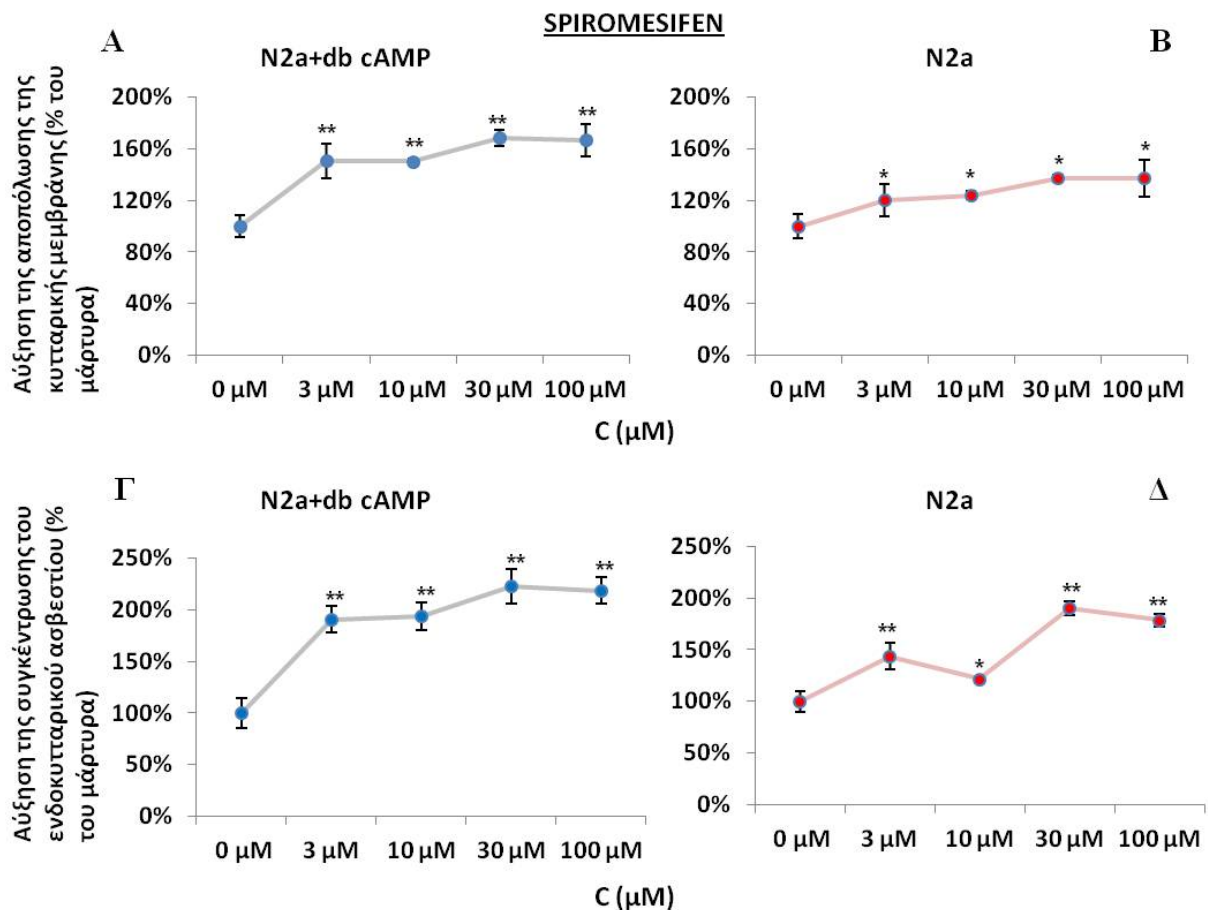 SPIROMESIFEN
Α
N2a+db cAMP
Αύξηση της αποπόλωσης της
κυτταρικής μεμβράνης (% του
μάρτυρα)
200%
160%
120%
80%
40%
0%
**
**
**
**
0 μM 3 μM 10 μM 30 μM 100 μM
N2a
Β
200%
160%
120%
80%
40%
0%
*
*
*
*
0 μM 3 μM 10 μM 30 μM 100 μM
C (μM)
Γ
N2a+db cAMP
Αύξηση της συγκέντρωσης του
ενδοκυτταρικού ασβεστίου (%
του μάρτυρα)
250%
200%
150%
100%
50%
0%
**
**
**
**
0 μM 3 μM 10 μM 30 μM 100 μM
N2a
Δ
250%
200%
150%
100%
50%
0%
**
*
**
**
0 μM 3 μM 10 μM 30 μM 100 μM
C (μM)